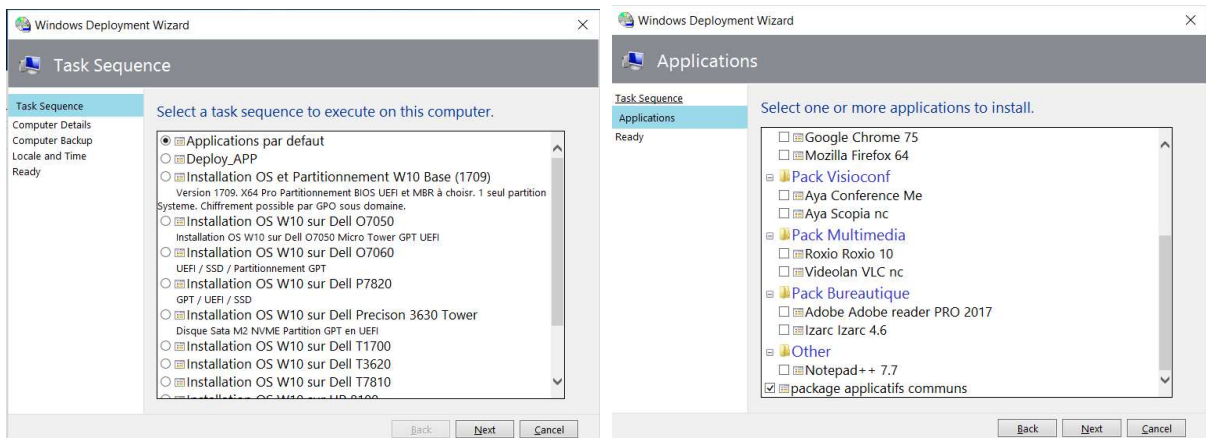 Windows Deployment Wizard
Task Sequence
Task Sequence
Computer Details
Computer Backup
Locale and Time
Ready
Select a task sequence to execute on this computer.
Applications par defaut
Deploy_APP
Installation OS et Partitionnement W10 Base (1709)
Version 1709. X64 Pro Partitionnement BIOS UEFI et MBR à choisr. 1 seul partition
Systeme. Chiffrement possible par GPO sous domaine.
Installation OS W10 sur Dell O7050
Installation OS W10 sur Dell O7050 Micro Tower GPT UEFI
Installation OS W10 sur Dell O7060
UEFI / SSD / Partitionnement GPT
Installation OS W10 sur Dell P7820
GPT / UEFI / SSD
Installation OS W10 sur Dell Precison 3630 Tower
Disque Sata M2 NVME Partition GPT en UEFI
Installation OS W10 sur Dell T1700
Installation OS W10 sur Dell T3620
Installation OS W10 sur Dell T7810
Back Next Cancel
Windows Deployment Wizard
Applications
Task Sequence
Applications
Ready
Select one or more applications to install.
Google Chrome 75
Mozilla Firefox 64
Pack Visioconf
Aya Conference Me
Aya Scopia nc
Pack Multimedia
Roxio Roxio 10
Videolan VLC nc
Pack Bureautique
Adobe Adobe reader PRO 2017
Izarc Izarc 4.6
Other
Notepad++ 7.7
package applicatifs communs
Back Next Cancel